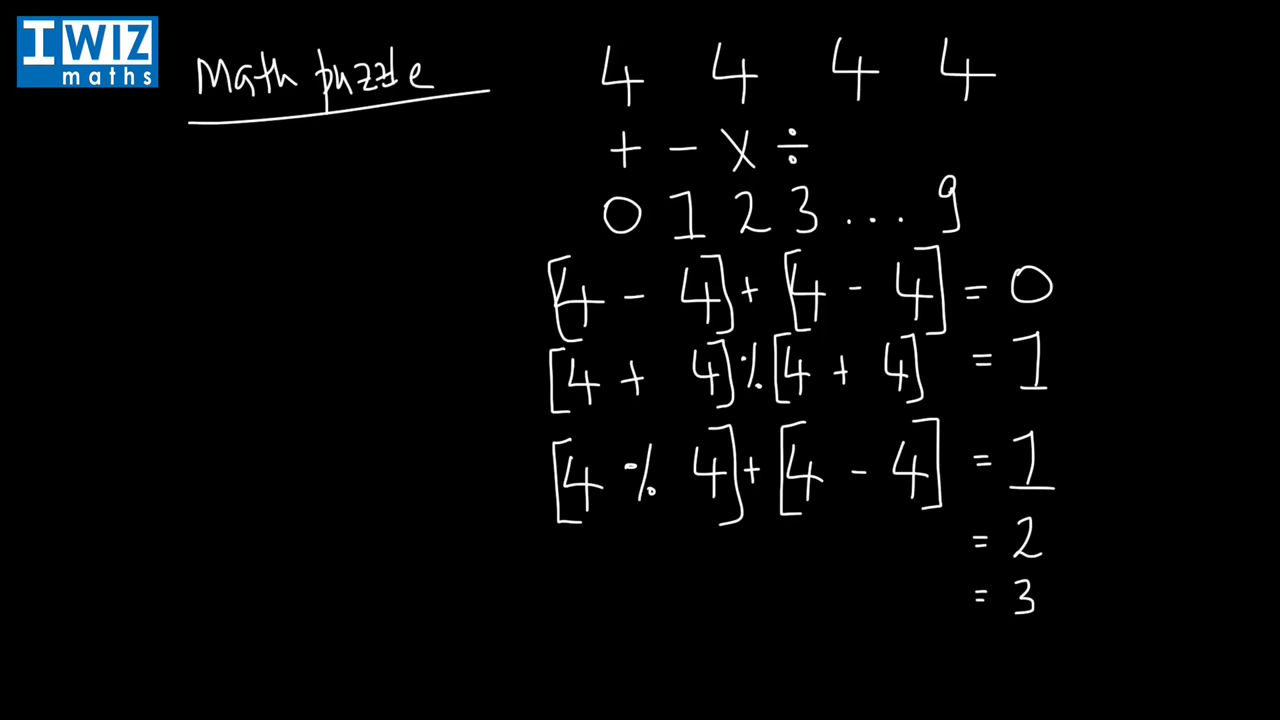 IWIZ
maths
Math puzzle
4 4 4 4
+ - x ÷
0 1 2 3 ... 9
[4 - 4] + [4 - 4] = 0
[4 + 4] % [4 + 4] = 1
[4 % 4] + [4 - 4] = 1
= 2
= 3